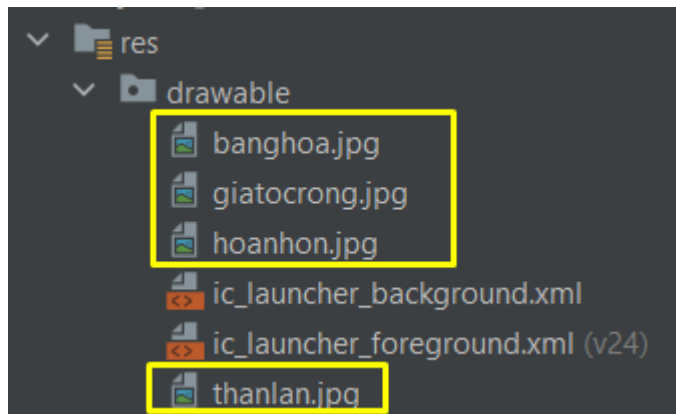 res
drawable
banghoa.jpg
giatocrong.jpg
hoanhon.jpg
ic_launcher_background.xml
ic_launcher_foreground.xml (v24)
thanlan.jpg